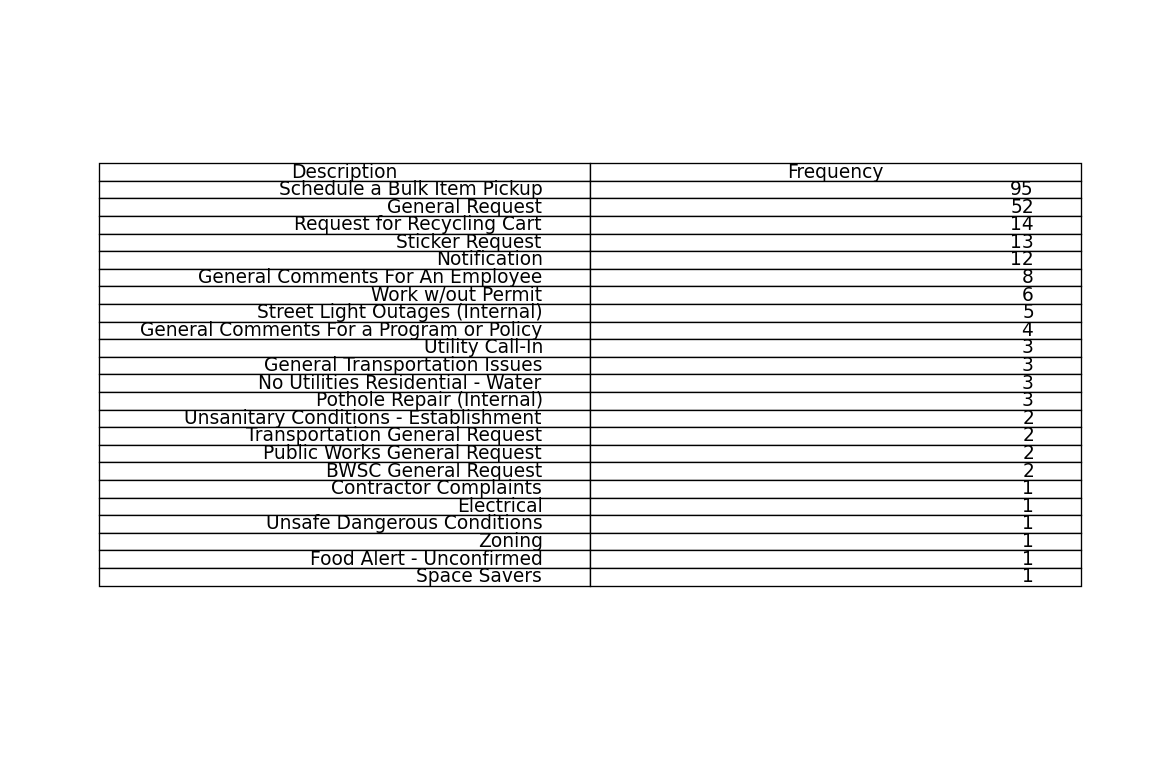 Description Frequency
Schedule a Bulk Item Pickup 95
General Request 52
Request for Recycling Cart 14
Sticker Request 13
Notification 12
General Comments For An Employee 8
Work w/out Permit 6
Street Light Outages (Internal) 5
General Comments For a Program or Policy 4
Utility Call-In 3
General Transportation Issues 3
No Utilities Residential - Water 3
Pothole Repair (Internal) 3
Unsanitary Conditions - Establishment 2
Transportation General Request 2
Public Works General Request 2
BWSC General Request 2
Contractor Complaints 1
Electrical 1
Unsafe Dangerous Conditions 1
Zoning 1
Food Alert - Unconfirmed 1
Space Savers 1